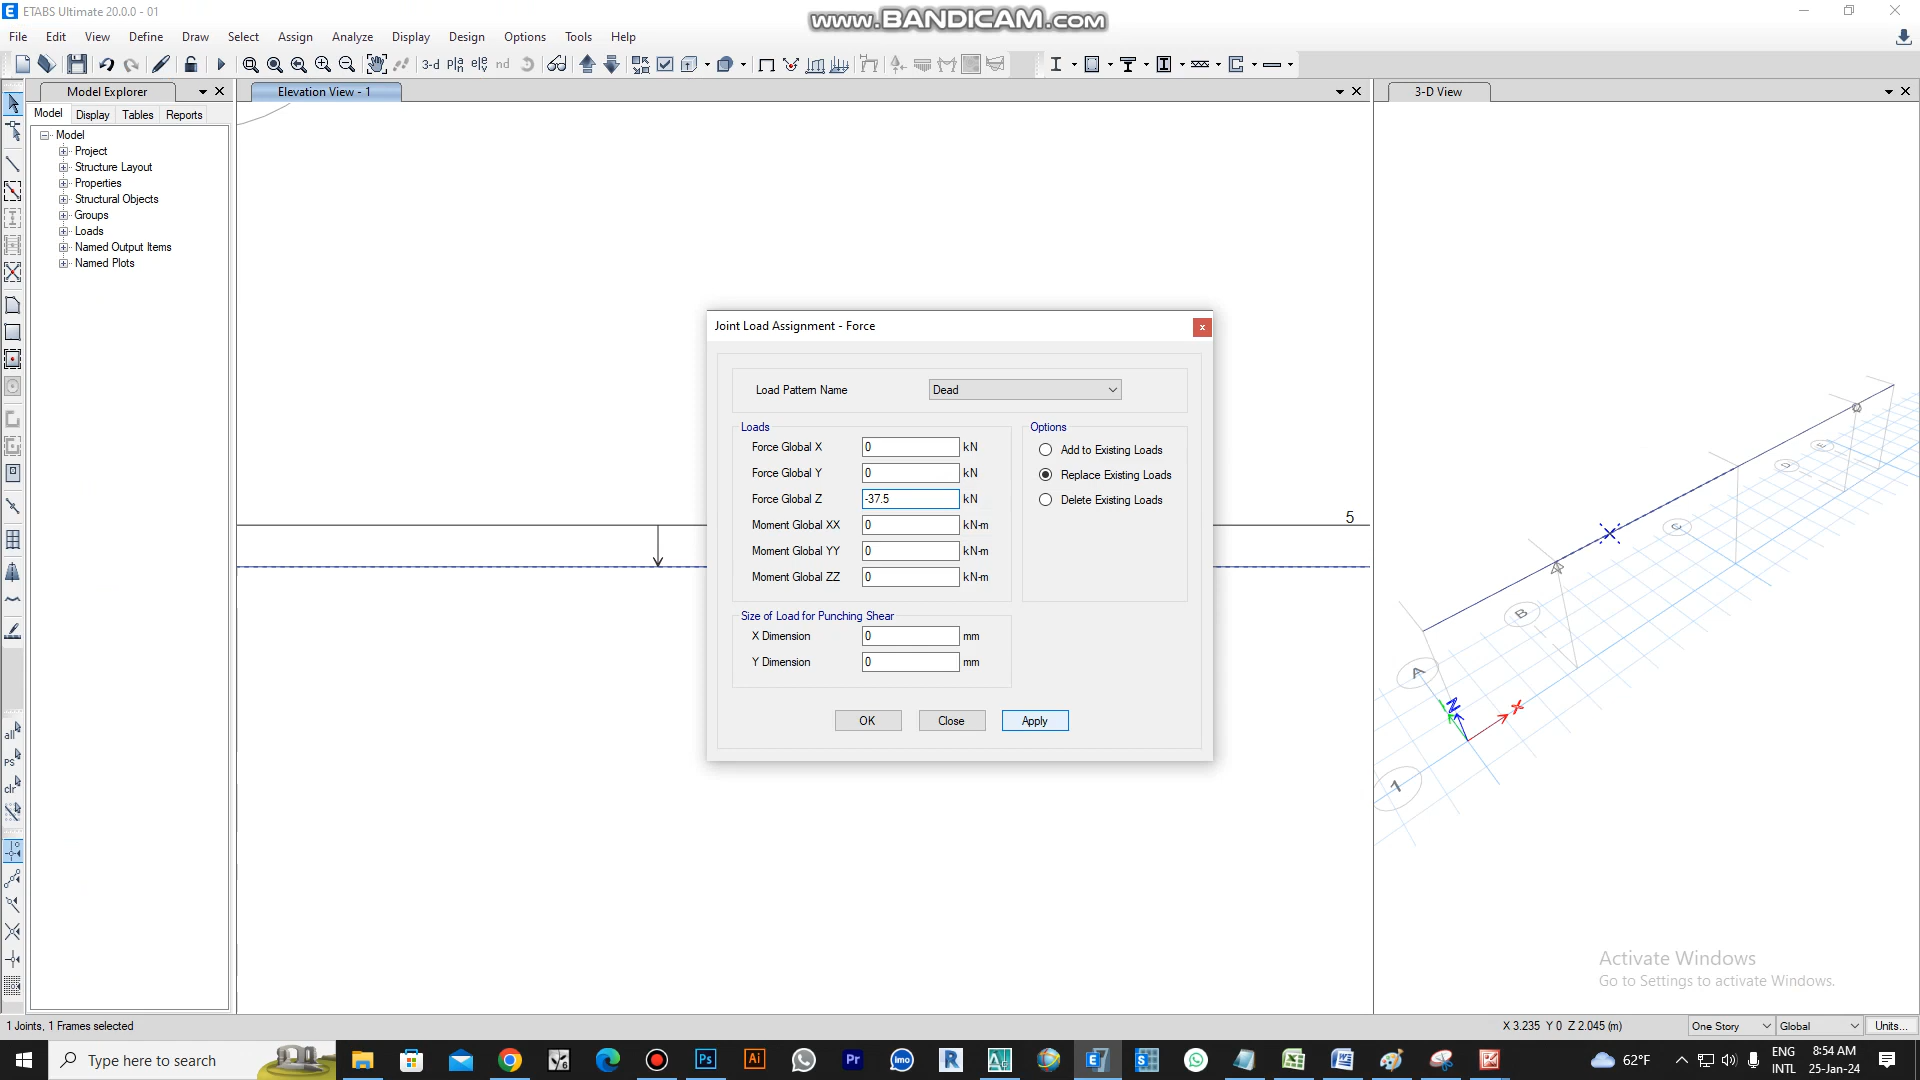 ETABS Ultimate 20.0.0 - 01
www.BANDICAM.com
File Edit View Define Draw Select Assign Analyze Display Design Options Tools Help
3-d nd
Model Explorer
Elevation View - 1
3-D View
Model Display Tables Reports
Model
Project
Structure Layout
Properties
Structural Objects
Groups
Loads
Named Output Items
Named Plots
Joint Load Assignment - Force
Load Pattern Name Dead
Loads
Options
Force Global X 0 kN
Add to Existing Loads
Force Global Y 0 kN
Replace Existing Loads
Force Global Z -37.5 kN
Delete Existing Loads
Moment Global XX 0 kN-m
Moment Global YY 0 kN-m
Moment Global ZZ 0 kN-m
Size of Load for Punching Shear
X Dimension 0 mm
Y Dimension 0 mm
OK Close Apply
5
A
B
C
D
E
1
X
Z
all
ps
clr
Activate Windows
Go to Settings to activate Windows.
1 Joints, 1 Frames selected
X 3.235 Y 0 Z 2.045 (m)
One Story
Global
Units...
Type here to search
62°F
ENG
INTL
8:54 AM
25-Jan-24